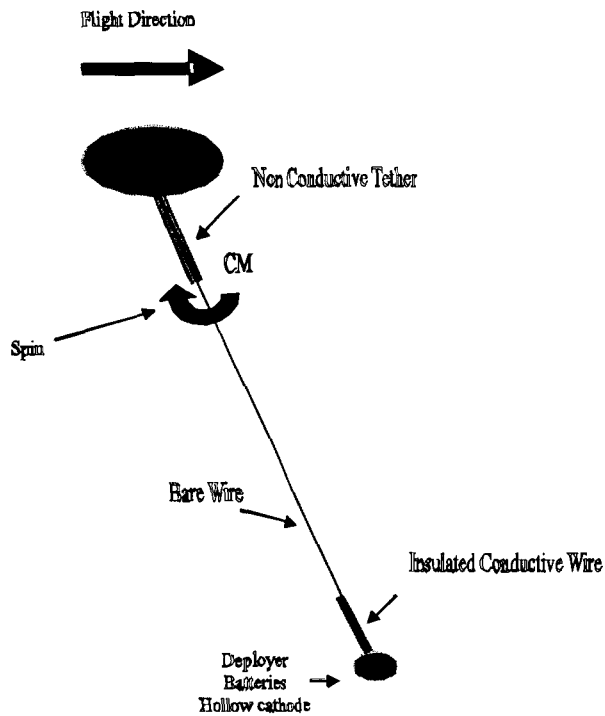 Flight Direction
Non Conductive Tether
CM
Spin
Bare Wire
Insulated Conductive Wire
Deployer
Batteries
Hollow cathode